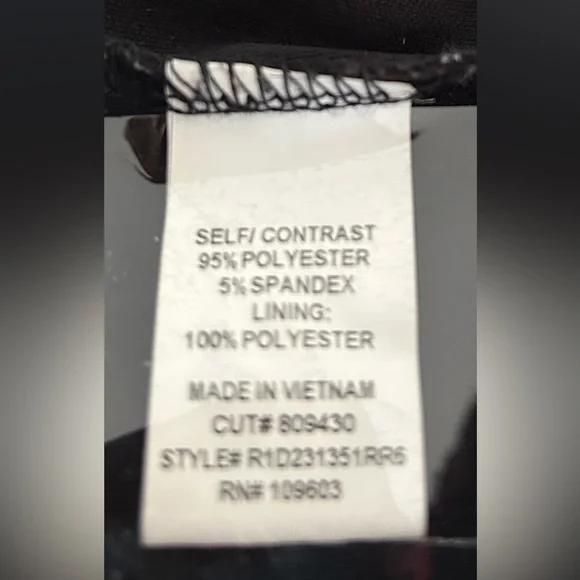 SELF/ CONTRAST
95% POLYESTER
5% SPANDEX
LINING:
100% POLYESTER
MADE IN VIETNAM
CUT# 809430
STYLE# R1D231351RR6
RN# 109603